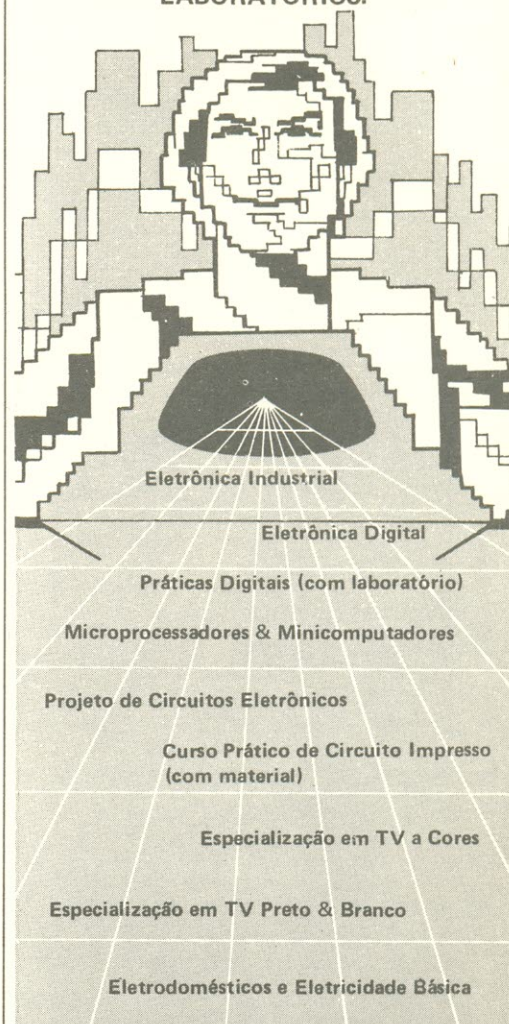 LABORATÓRIOS.
Eletrônica Industrial
Eletrônica Digital
Práticas Digitais (com laboratório)
Microprocessadores & Minicomputadores
Projeto de Circuitos Eletrônicos
Curso Prático de Circuito Impresso
(com material)
Especialização em TV a Cores
Especialização em TV Preto & Branco
Eletrodomésticos e Eletricidade Básica